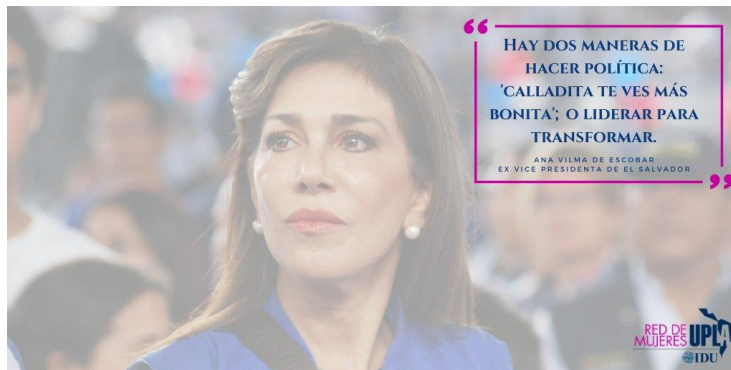 “
HAY DOS MANERAS DE
HACER POLÍTICA:
'CALLADITA TE VES MÁS
BONITA'; O LIDERAR PARA
TRANSFORMAR.
ANA VILMA DE ESCOBAR
EX VICE PRESIDENTA DE EL SALVADOR
”
RED DE
MUJERES UPLA
IDU